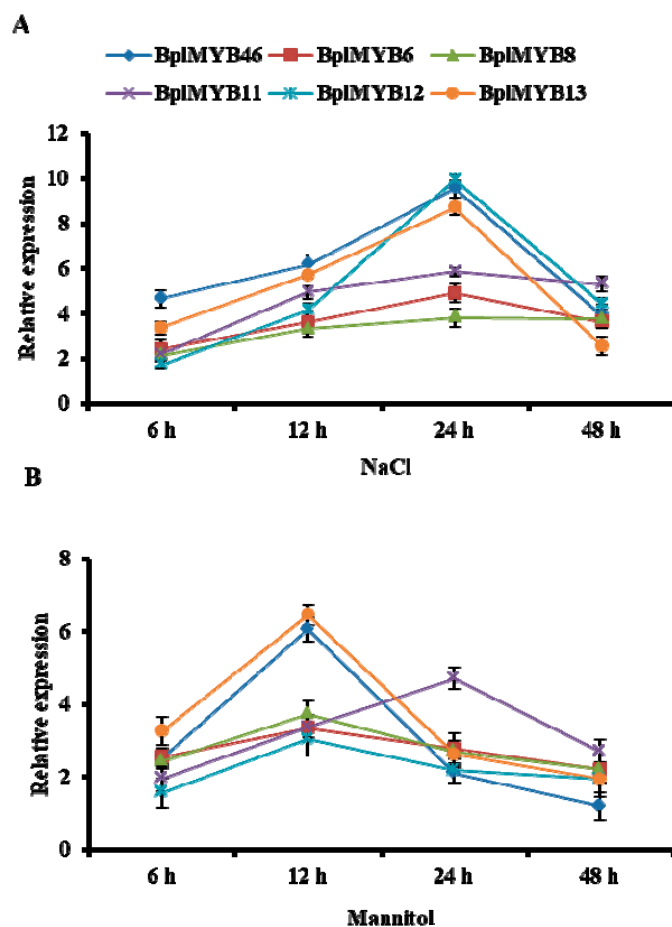 A
BplMYB46 BplMYB6 BplMYB8
BplMYB11 BplMYB12 BplMYB13
12
10
8
6
4
2
0
Relative expression
6 h 12 h 24 h 48 h
NaCl
B
8
6
4
2
0
Relative expression
6 h 12 h 24 h 48 h
Mannitol